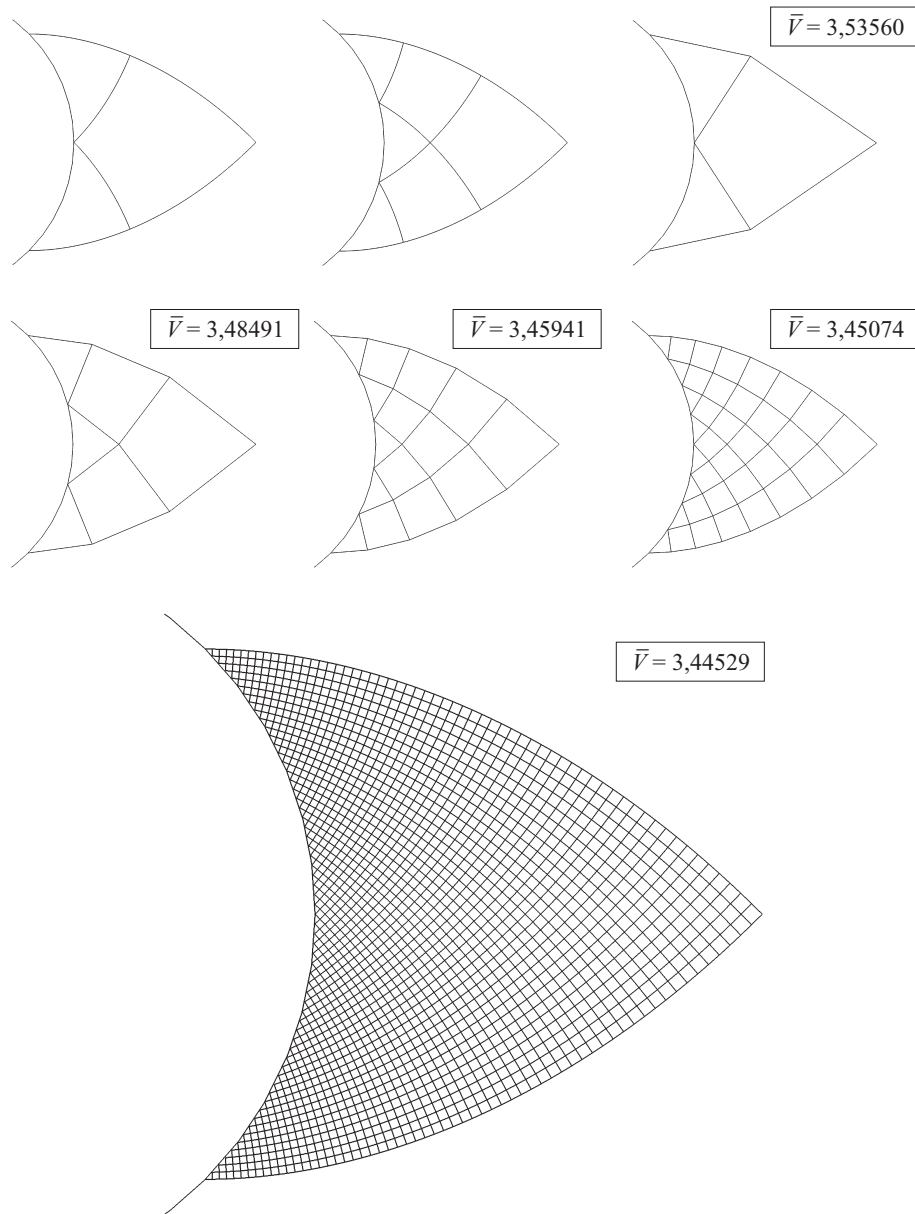 V̅ = 3,53560
V̅ = 3,48491
V̅ = 3,45941
V̅ = 3,45074
V̅ = 3,44529